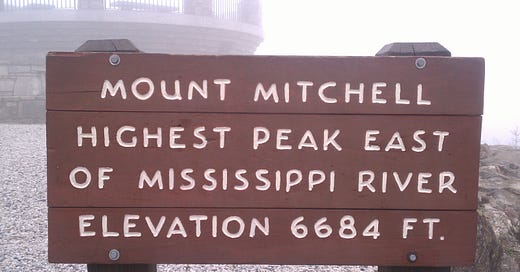 MOUNT MITCHELL
HIGHEST PEAK EAST
OF MISSISSIPPI RIVER
ELEVATION 6684 FT.